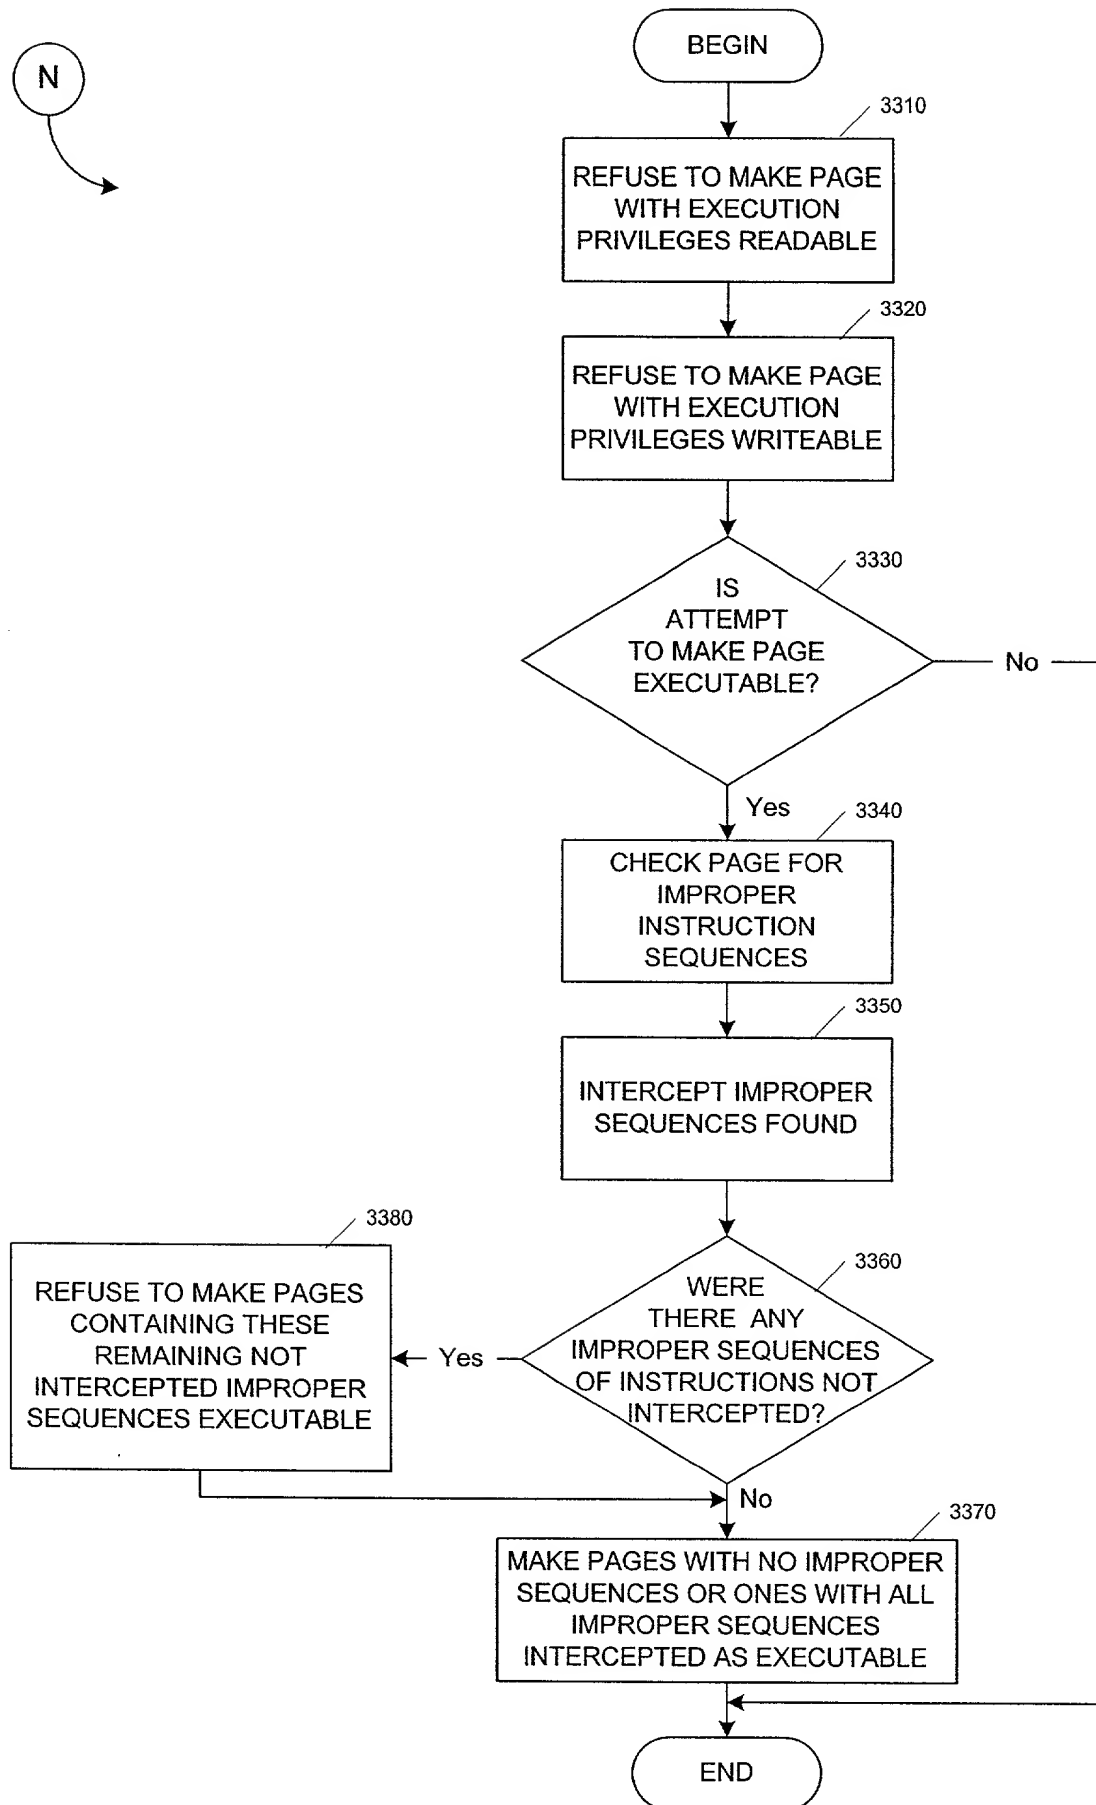 N
BEGIN
3310
REFUSE TO MAKE PAGE
WITH EXECUTION
PRIVILEGES READABLE
3320
REFUSE TO MAKE PAGE
WITH EXECUTION
PRIVILEGES WRITEABLE
3330
IS
ATTEMPT
TO MAKE PAGE
EXECUTABLE?
No
Yes
3340
CHECK PAGE FOR
IMPROPER
INSTRUCTION
SEQUENCES
3350
INTERCEPT IMPROPER
SEQUENCES FOUND
3360
WERE
THERE ANY
IMPROPER SEQUENCES
OF INSTRUCTIONS NOT
INTERCEPTED?
Yes
3380
REFUSE TO MAKE PAGES
CONTAINING THESE
REMAINING NOT
INTERCEPTED IMPROPER
SEQUENCES EXECUTABLE
No
3370
MAKE PAGES WITH NO IMPROPER
SEQUENCES OR ONES WITH ALL
IMPROPER SEQUENCES
INTERCEPTED AS EXECUTABLE
END